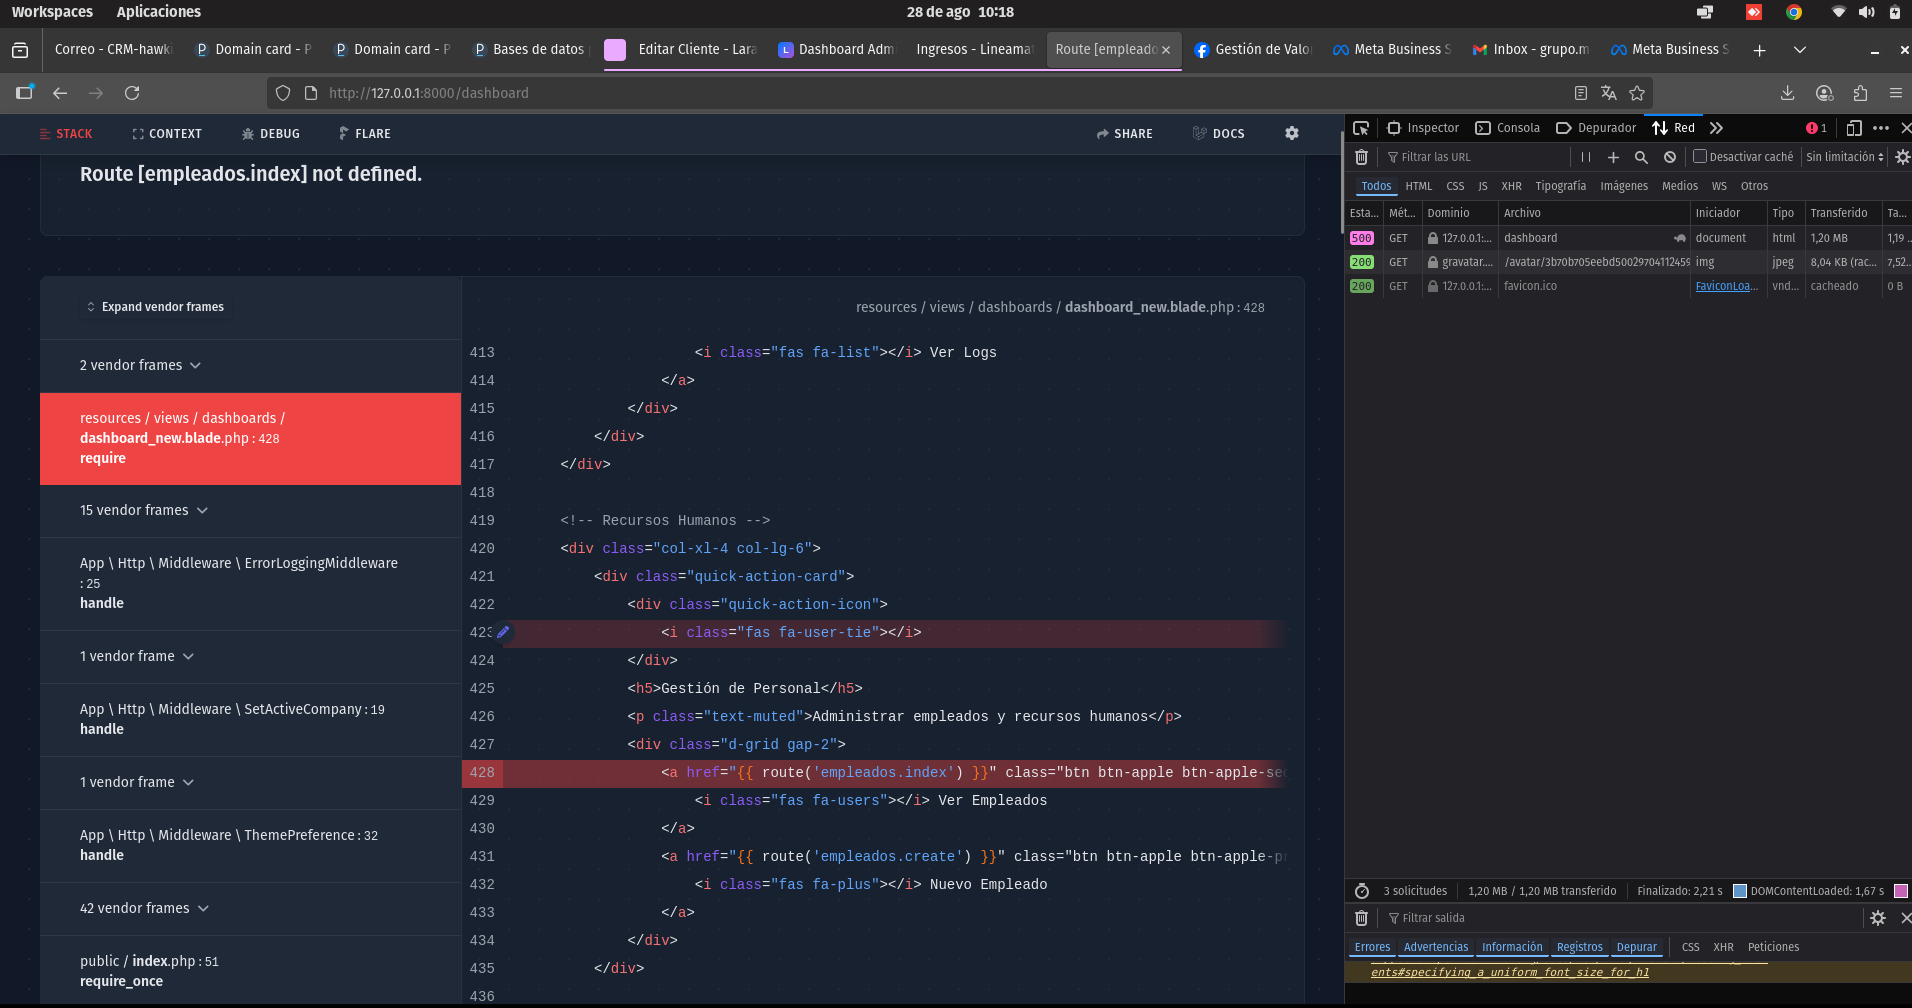 Workspaces Aplicaciones 28 de ago 10:18
Correo - CRM-hawki Domain card - P Domain card - P Bases de datos Editar Cliente - Lara Dashboard Adm Ingresos - Lineama Route [empleado Gestión de Valo Meta Business S Inbox - grupo.m Meta Business S
http://127.0.0.1:8000/dashboard
STACK CONTEXT DEBUG FLARE SHARE DOCS
Route [empleados.index] not defined.
Expand vendor frames
2 vendor frames
resources / views / dashboards /
dashboard_new.blade.php : 428
require
15 vendor frames
App \ Http \ Middleware \ ErrorLoggingMiddleware
: 25
handle
1 vendor frame
App \ Http \ Middleware \ SetActiveCompany : 19
handle
1 vendor frame
App \ Http \ Middleware \ ThemePreference : 32
handle
42 vendor frames
public / index.php : 51
require_once
resources / views / dashboards / dashboard_new.blade.php : 428
413 <i class="fas fa-list"></i> Ver Logs
414 </a>
415 </div>
416 </div>
417 </div>
418
419 <!-- Recursos Humanos -->
420 <div class="col-xl-4 col-lg-6">
421 <div class="quick-action-card">
422 <div class="quick-action-icon">
423 <i class="fas fa-user-tie"></i>
424 </div>
425 <h5>Gestión de Personal</h5>
426 <p class="text-muted">Administrar empleados y recursos humanos</p>
427 <div class="d-grid gap-2">
428 <a href="{{ route('empleados.index') }}" class="btn btn-apple btn-apple-se
429 <i class="fas fa-users"></i> Ver Empleados
430 </a>
431 <a href="{{ route('empleados.create') }}" class="btn btn-apple btn-apple-p
432 <i class="fas fa-plus"></i> Nuevo Empleado
433 </a>
434 </div>
435 </div>
436
Inspector Consola Depurador Red 1
Filtrar las URL Desactivar caché Sin limitación
Todos HTML CSS JS XHR Tipografía Imágenes Medios WS Otros
Esta... Mét... Dominio Archivo Iniciador Tipo Transferido Ta...
500 GET 127.0.0.1:... dashboard document html 1,20 MB 1,19 ..
200 GET gravatar.... /avatar/3b70b705eebd50029704112459 img jpeg 8,04 KB (rac... 7,52..
200 GET 127.0.0.1:... favicon.ico FaviconLoa... vnd... cacheado 0 B
3 solicitudes 1,20 MB / 1,20 MB transferido Finalizado: 2,21 s DOMContentLoaded: 1,67 s
Filtrar salida
Errores Advertencias Información Registros Depurar CSS XHR Peticiones
ents#specifying_a_uniform_font_size_for_h1